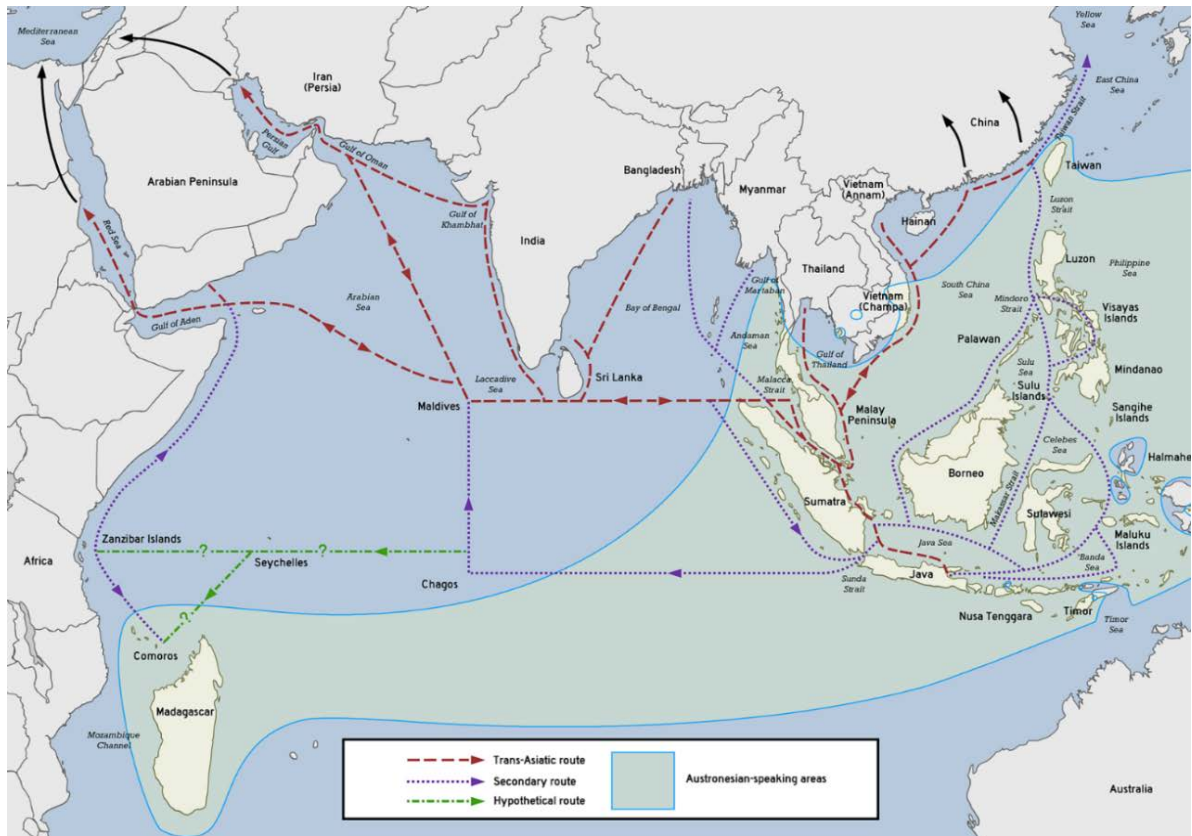 Mediterranean
Sea
Yellow
Sea
East China
Sea
Iran
(Persia)
China
Taiwan Strait
Persian
Gulf
Gulf of Oman
Bangladesh
Taiwan
Arabian Peninsula
Myanmar
Vietnam
(Annam)
Luzon
Strait
Red Sea
Gulf of
Khambhat
Hainan
India
Luzon
Philippine
Sea
Thailand
Gulf of
Martaban
South China
Sea
Arabian
Sea
Bay of Bengal
Vietnam
(Champa)
Mindoro
Strait
Visayas
Islands
Gulf of Aden
Andaman
Sea
Palawan
Gulf of
Thailand
Sulu
Sea
Mindanao
Laccadive
Sea
Sri Lanka
Malacca
Strait
Sulu
Islands
Maldives
Malay
Peninsula
Sangihe
Islands
Celebes
Sea
Halmahera
Borneo
Makassar Strait
Sumatra
Sulawesi
Maluku
Islands
Zanzibar Islands
?
?
Java Sea
Africa
Seychelles
Banda
Sea
Chagos
Sunda
Strait
Java
?
Nusa Tenggara
Timor
Timor
Sea
Comoros
Madagascar
Mozambique
Channel
Trans-Asiatic route
Secondary route
Hypothetical route
Austronesian-speaking areas
Australia